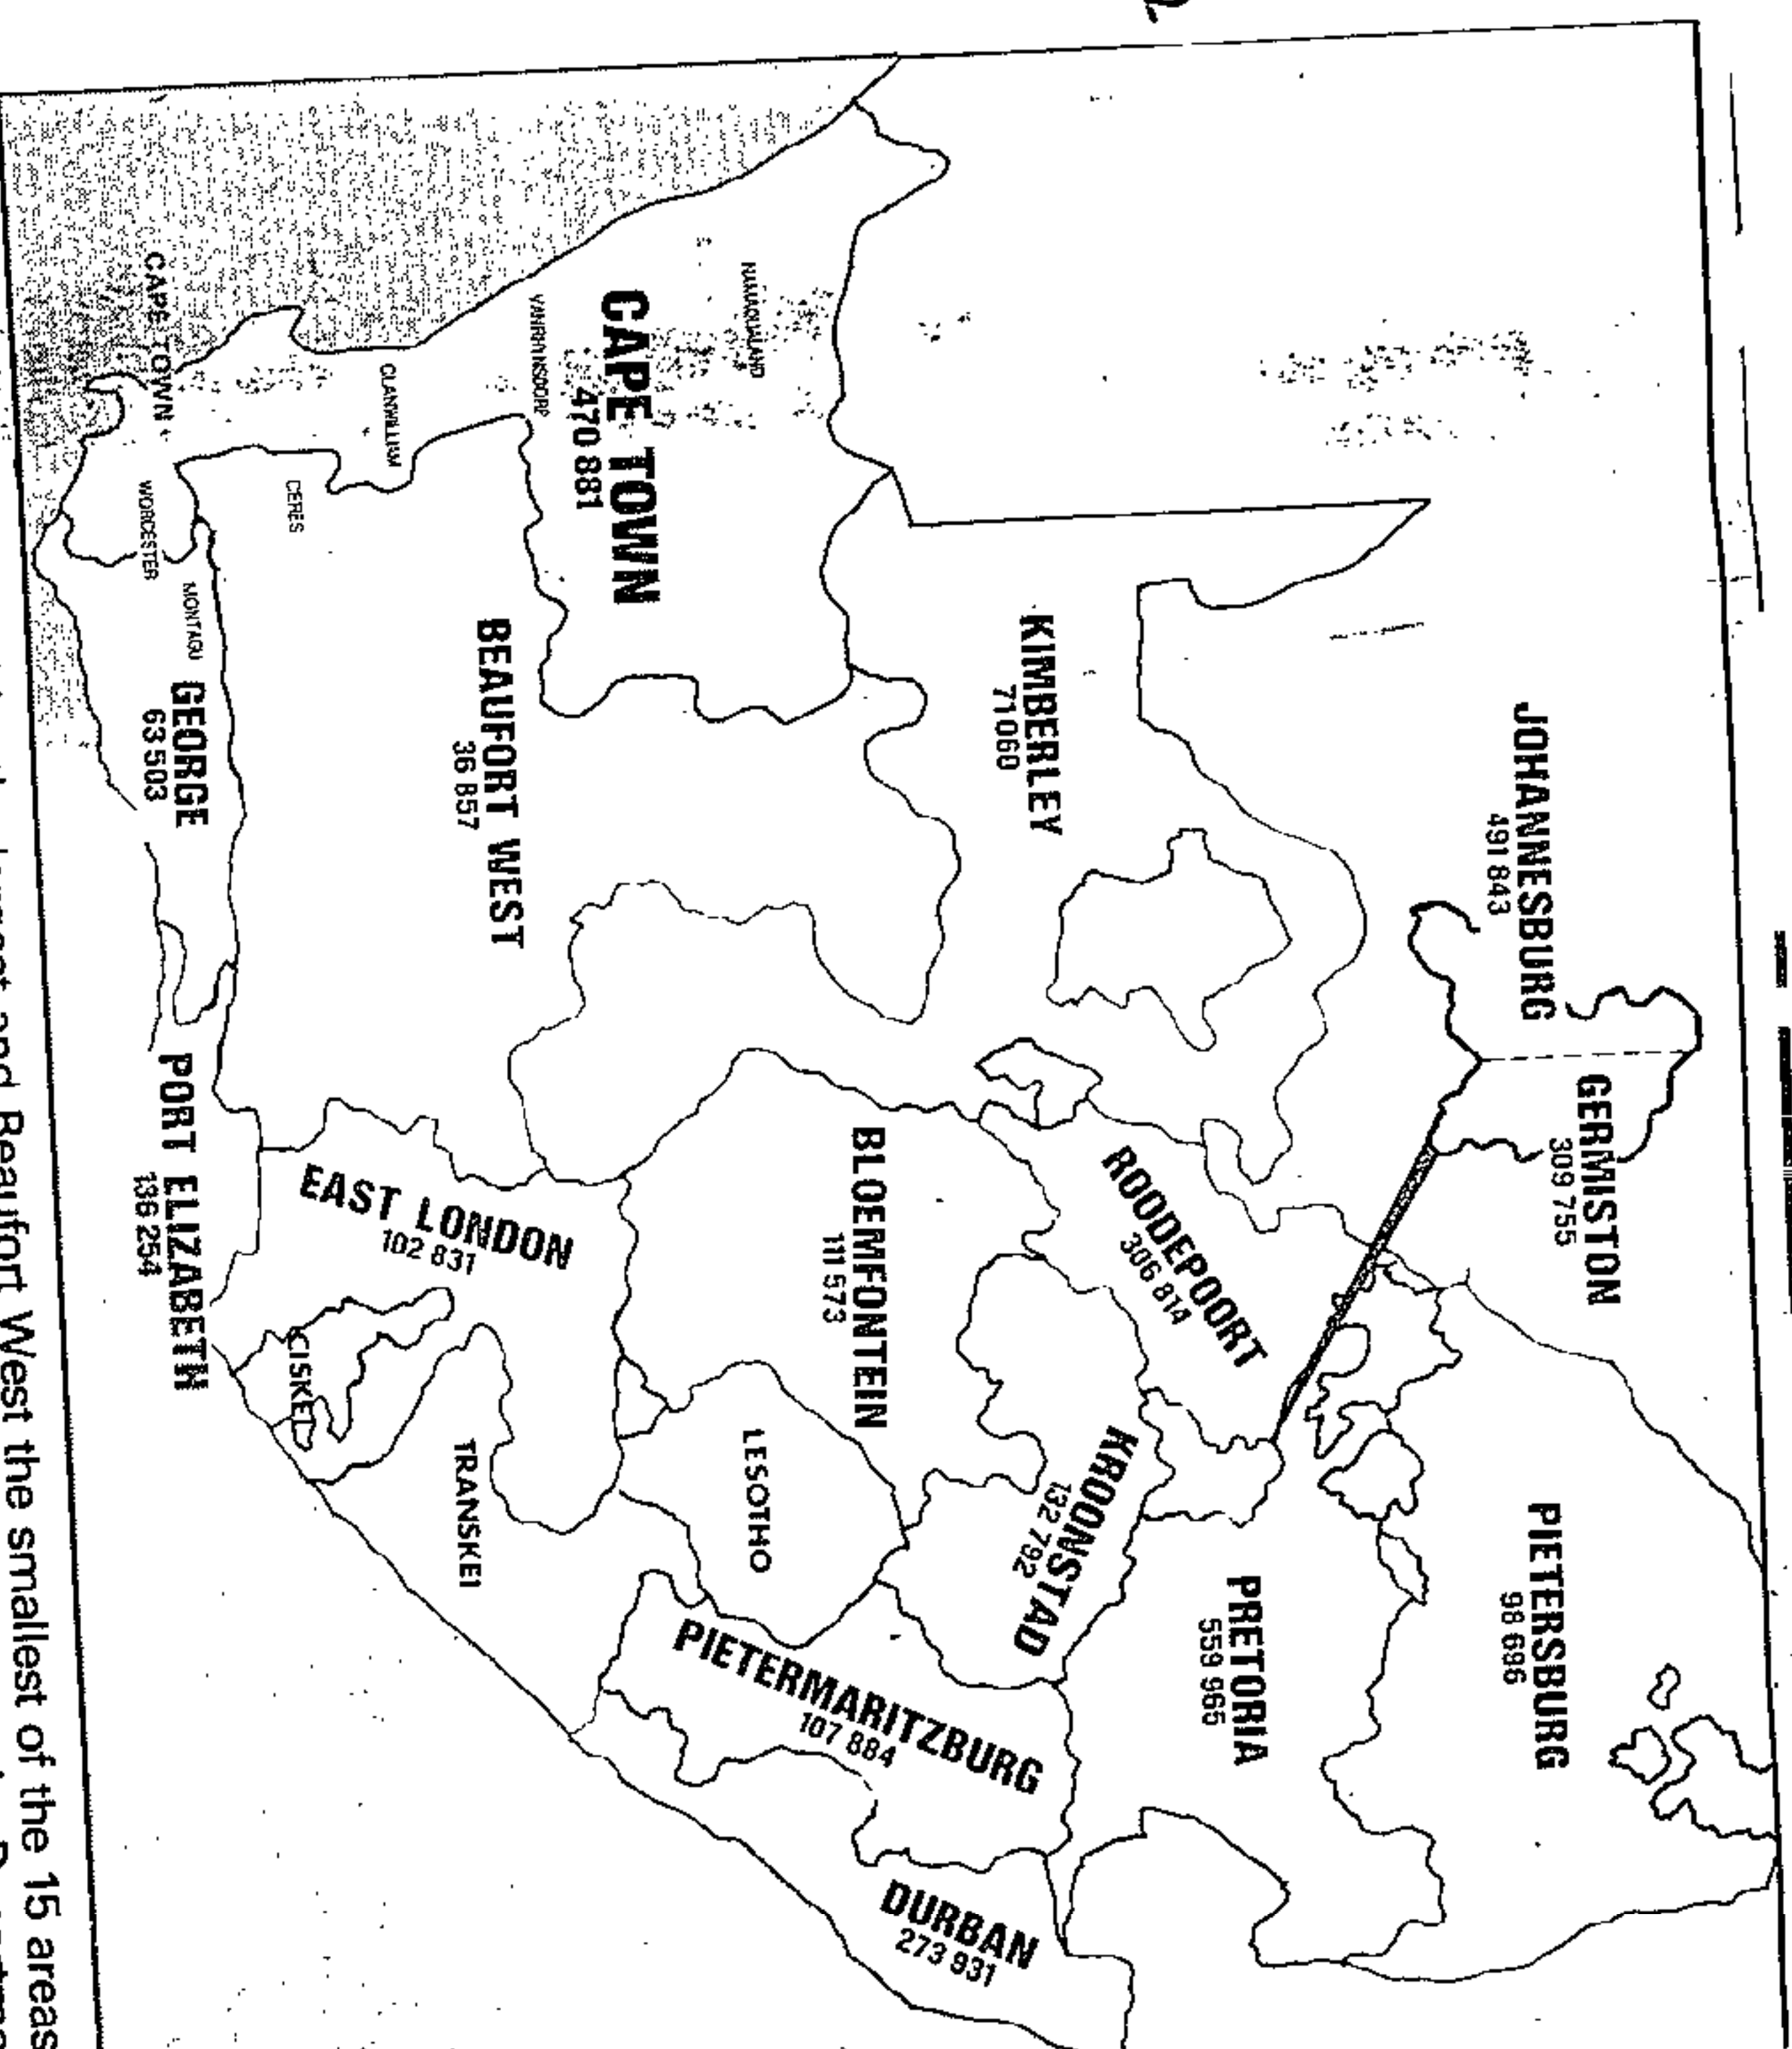 GERMISTON
309 755
PIETERSBURG
98 686
JOHANNESBURG
491 843
PRETORIA
559 965
ROODEPOORT
306 814
KROONSTAD
132 792
KIMBERLEY
71 060
DURBAN
273 931
PIETERMARITZBURG
107 884
BLOEMFONTEIN
111 573
LESOTHO
NAMAQUALAND
CAPE TOWN
470 881
VANRHYNSDORP
BEAUFORT WEST
36 857
TRANSKEI
EAST LONDON
102 831
CLANWILLIAM
CERES
CISKEI
MONTAGU
GEORGE
63 503
PORT ELIZABETH
136 254
WORCESTER
CAPE TOWN
largest and Beaufort West the smallest of the 15 areas